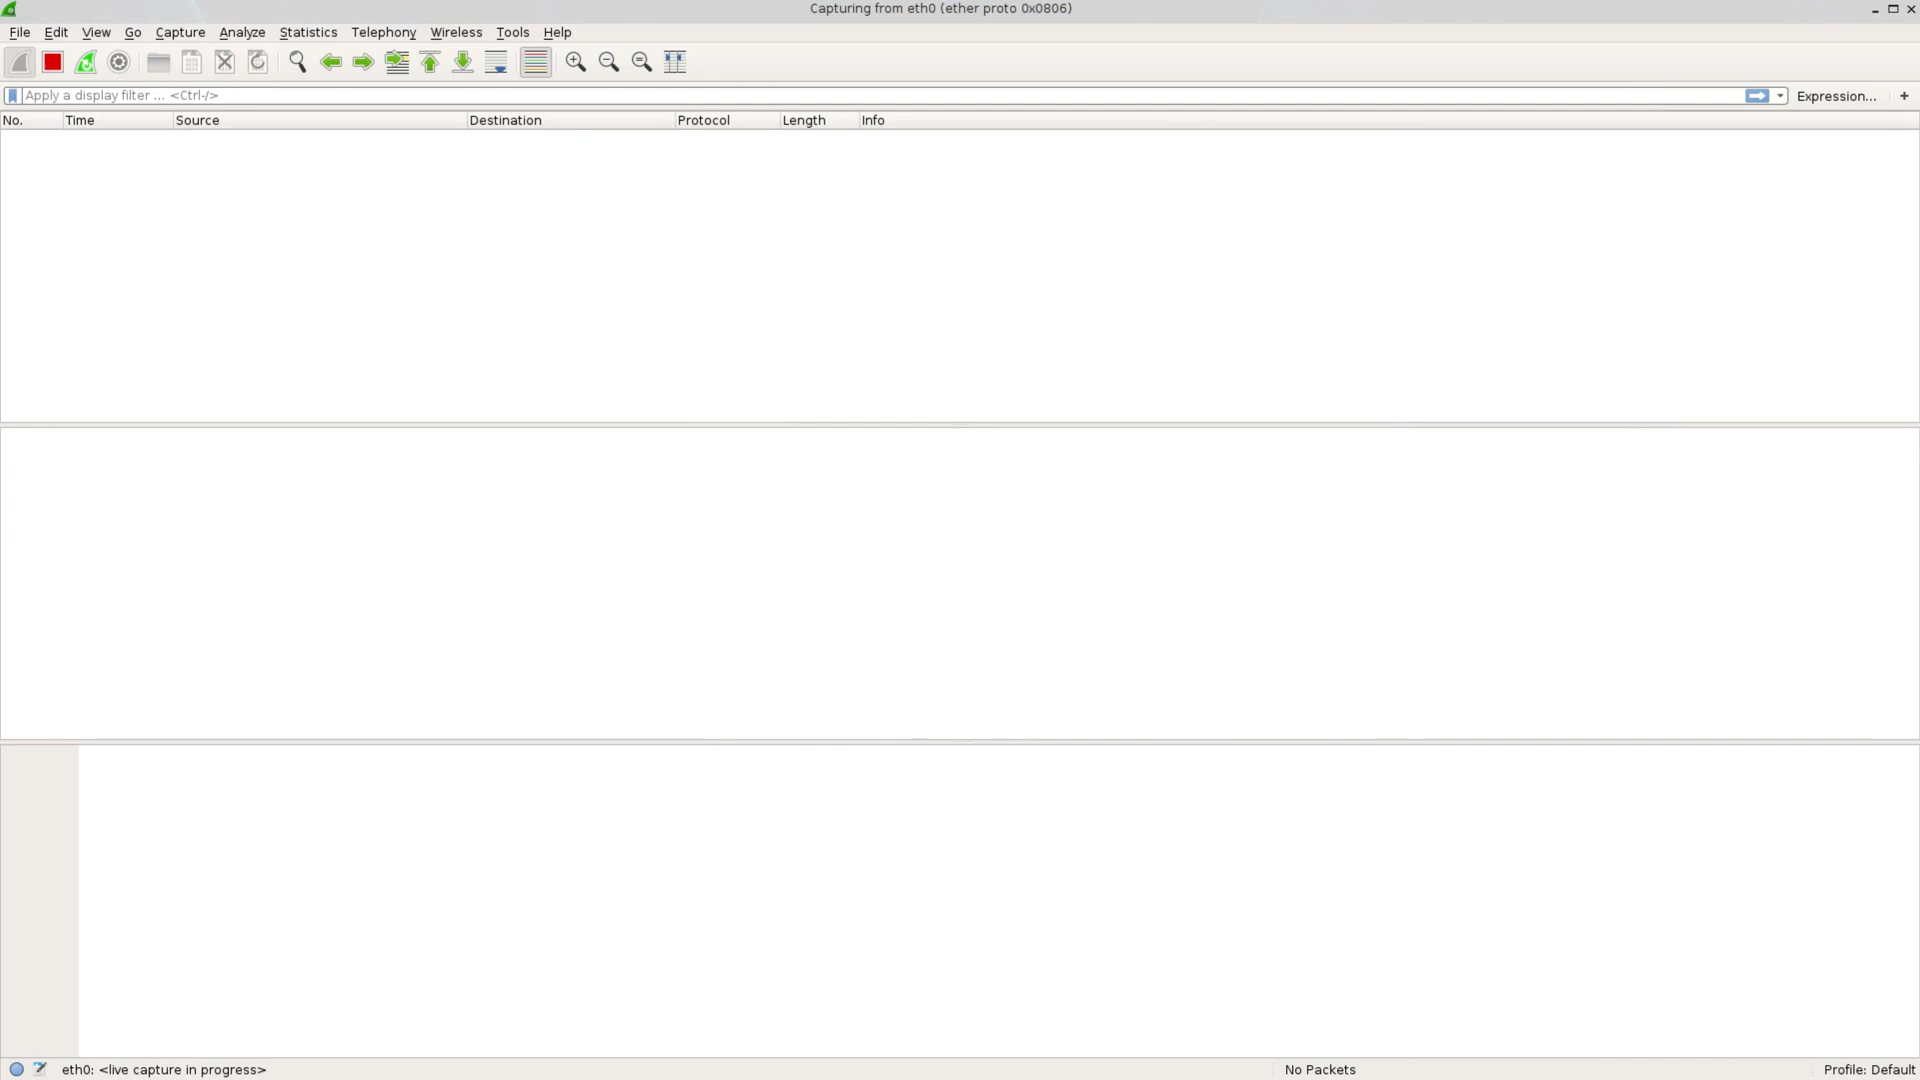 Capturing from eth0 (ether proto 0x0806)
File Edit View Go Capture Analyze Statistics Telephony Wireless Tools Help
Apply a display filter ... <Ctrl-/> Expression... +
No. Time Source Destination Protocol Length Info
eth0: <live capture in progress> No Packets Profile: Default